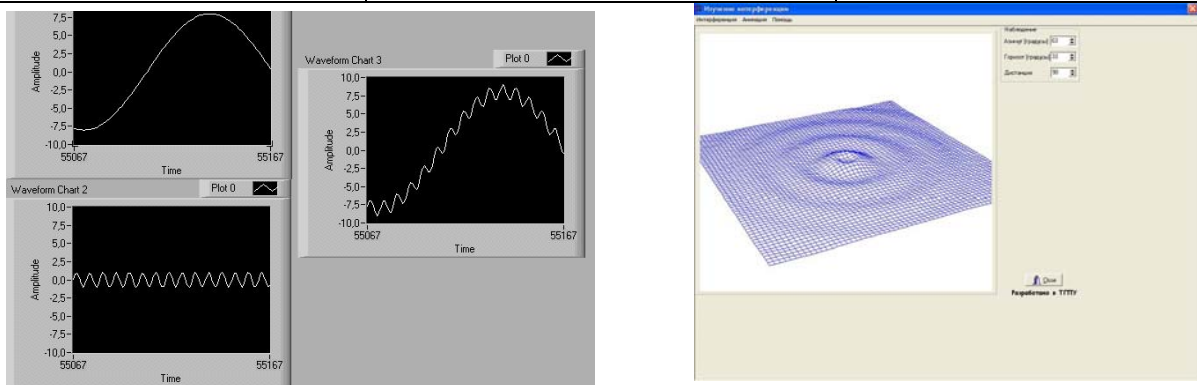 7,5-
5,0-
2,5-
0,0-
-2,5-
-5,0-
-7,5-
-10,0-
55067 55167
Time
Amplitude
Waveform Chart 2 Plot 0
10,0-
7,5-
5,0-
2,5-
0,0-
-2,5-
-5,0-
-7,5-
-10,0-
55067 55167
Time
Amplitude
Waveform Chart 3 Plot 0
10,0-
7,5-
5,0-
2,5-
0,0-
-2,5-
-5,0-
-7,5-
-10,0-
55067 55167
Time
Amplitude
Изучение интерференции
Интерференция Анимация Помощь
Наблюдение
Азимут (градусы)
Горизонт (градусы)
Дистанция
Close
Разработано в ТГПУ